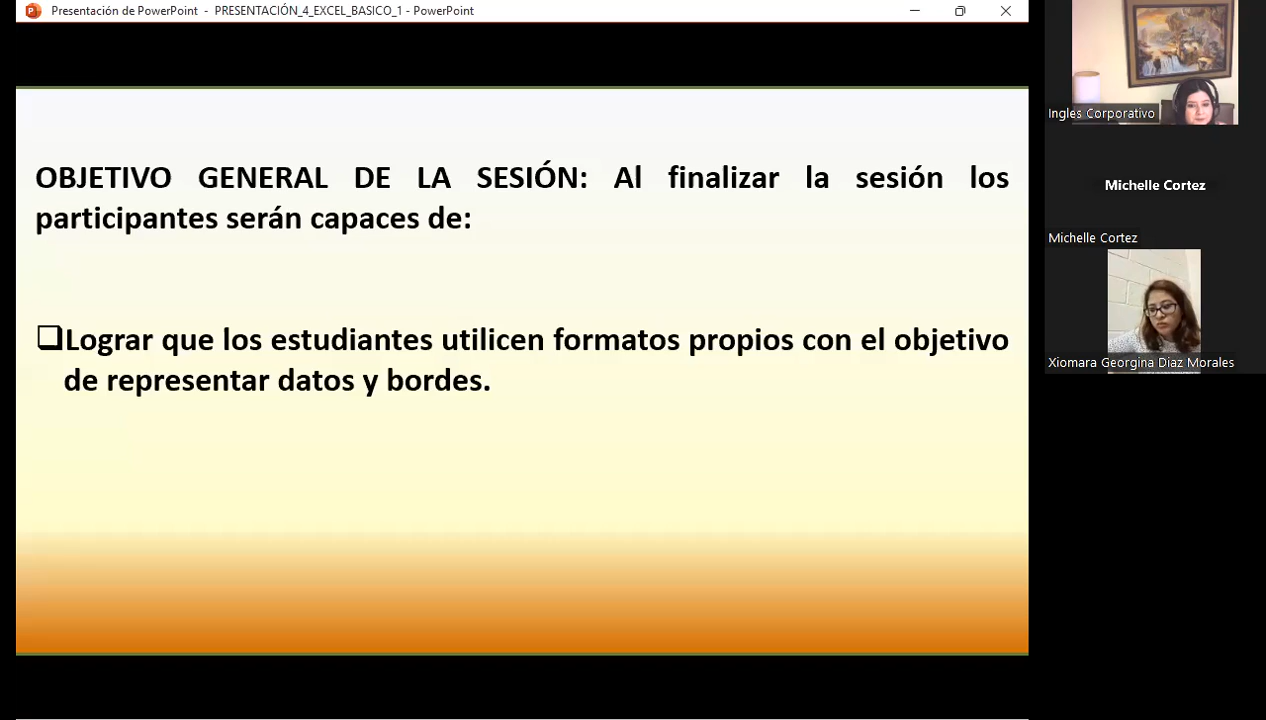 Presentación de PowerPoint - PRESENTACIÓN_4_EXCEL_BASICO_1 - PowerPoint
OBJETIVO GENERAL DE LA SESIÓN: Al finalizar la sesión los
participantes serán capaces de:
Lograr que los estudiantes utilicen formatos propios con el objetivo
de representar datos y bordes.
Ingles Corporativo
Michelle Cortez
Michelle Cortez
Xiomara Georgina Diaz Morales